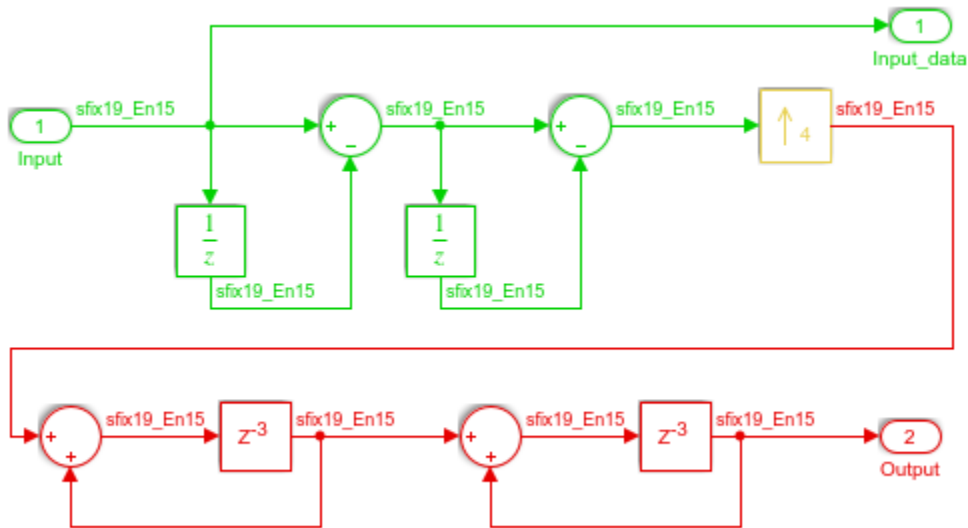 1
Input_data
sfix19_En15
sfix19_En15
sfix19_En15
sfix19_En15
1
+
−
+
−
↑ 4
Input
1
z
1
z
sfix19_En15
sfix19_En15
sfix19_En15
sfix19_En15
sfix19_En15
sfix19_En15
+
+
z-3
+
+
z-3
2
Output